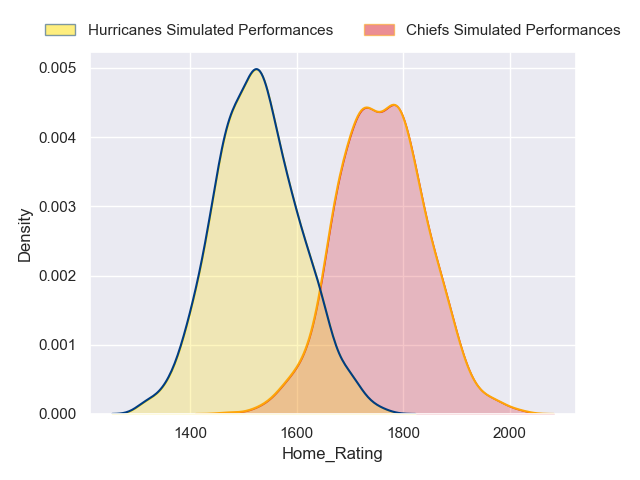 Hurricanes Simulated Performances Chiefs Simulated Performances
0.005
0.004
0.003
0.002
0.001
0.000
Density
1400 1600 1800 2000
Home_Rating